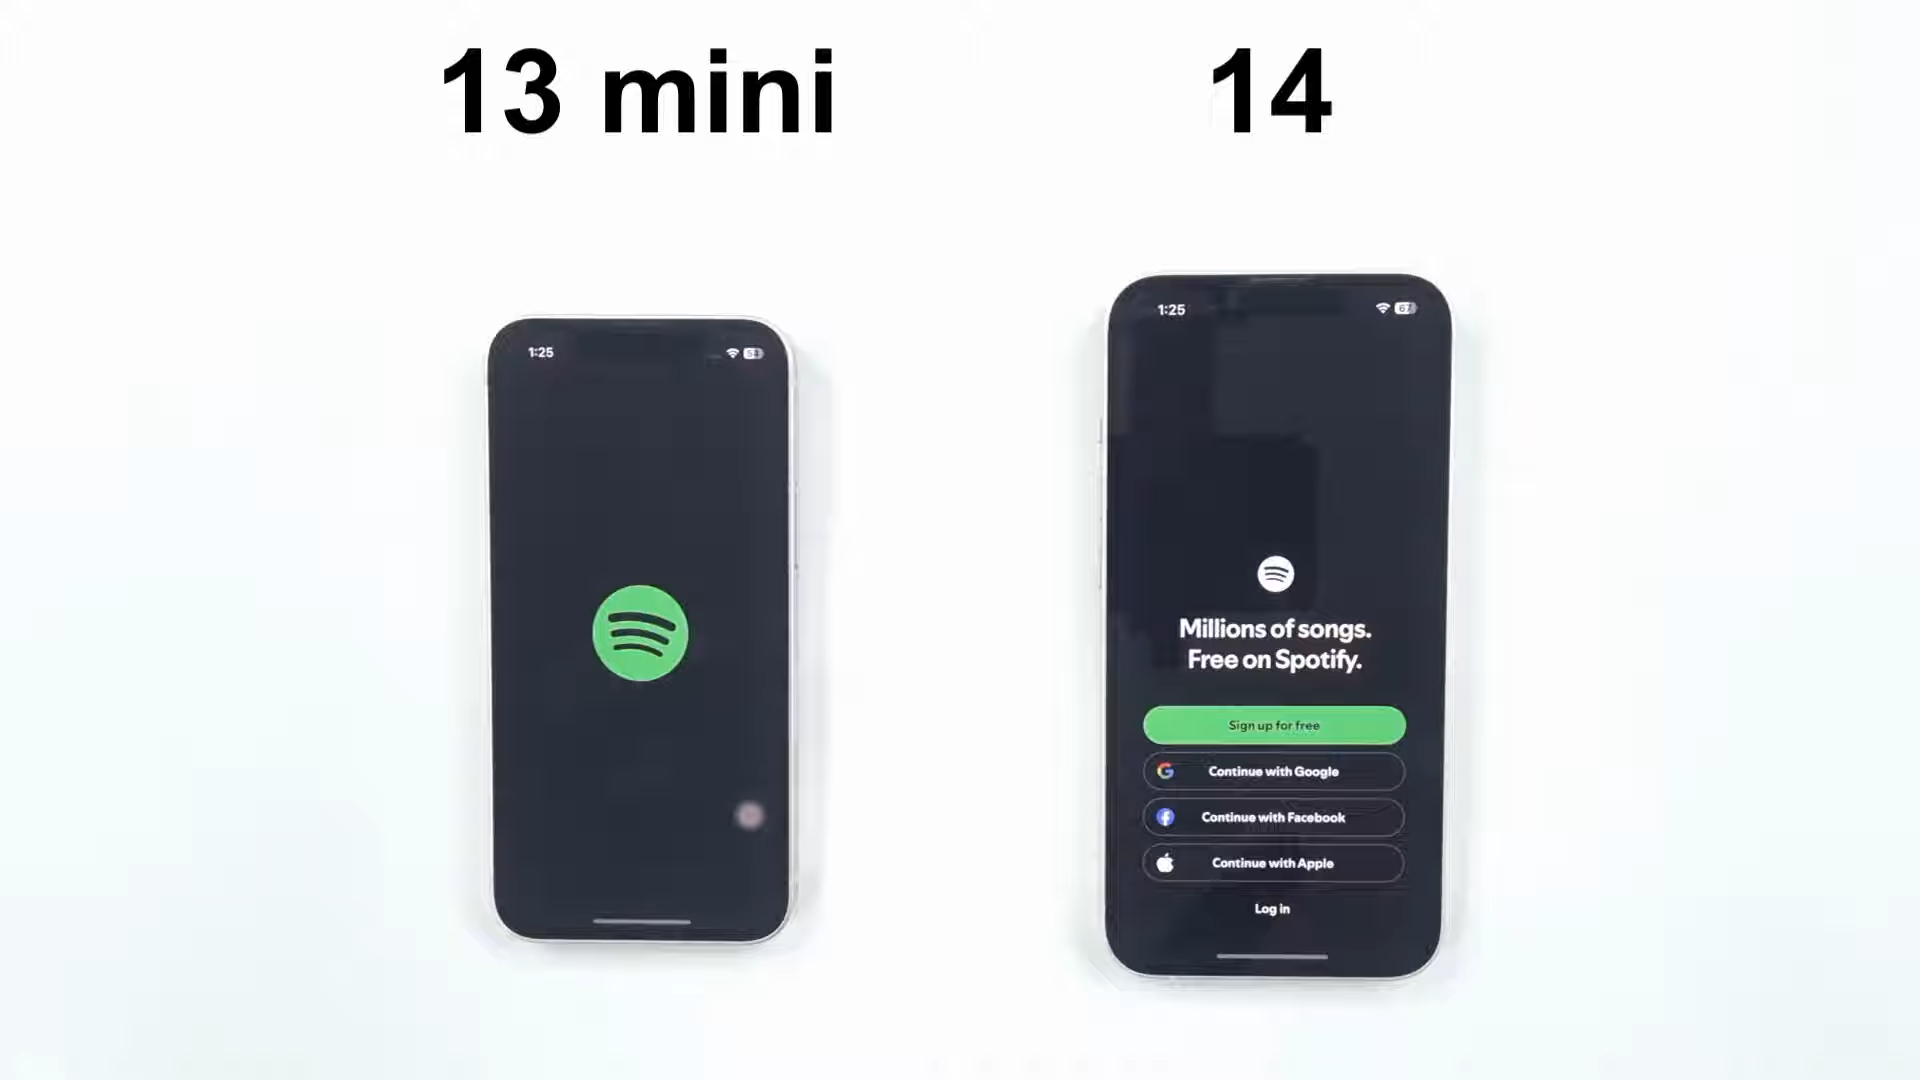 13 mini
14
1:25
1:25
67
Millions of songs.
Free on Spotify.
Sign up for free
Continue with Google
Continue with Facebook
Continue with Apple
Log in